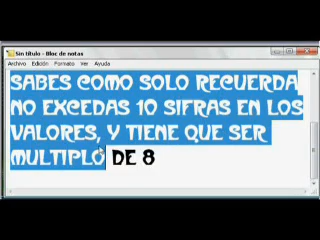 Sin título - Bloc de notas
Archivo Edición Formato Ver Ayuda
SABES COMO SOLO RECUERDA
NO EXCEDAS 10 SIFRAS EN LOS
VALORES, Y TIENE QUE SER
MULTIPLO DE 8